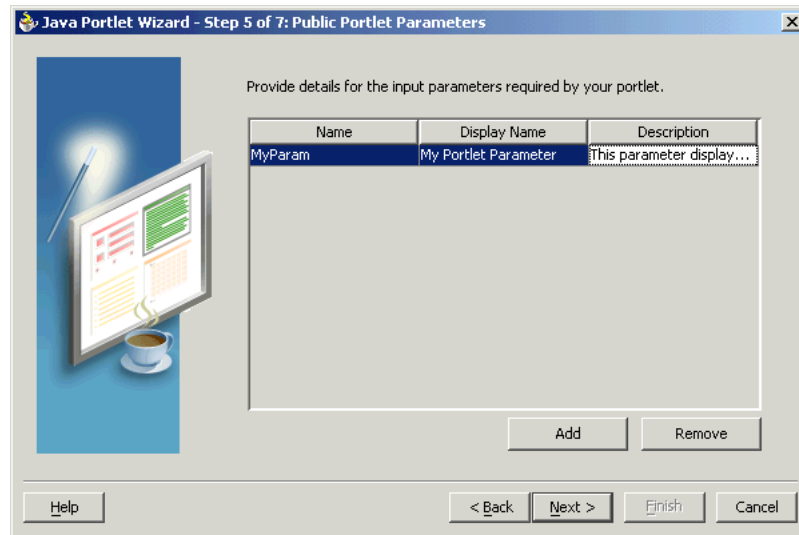 Java Portlet Wizard - Step 5 of 7: Public Portlet Parameters
Provide details for the input parameters required by your portlet.
Name Display Name Description
MyParam My Portlet Parameter This parameter display...
Add Remove
Help < Back Next > Finish Cancel